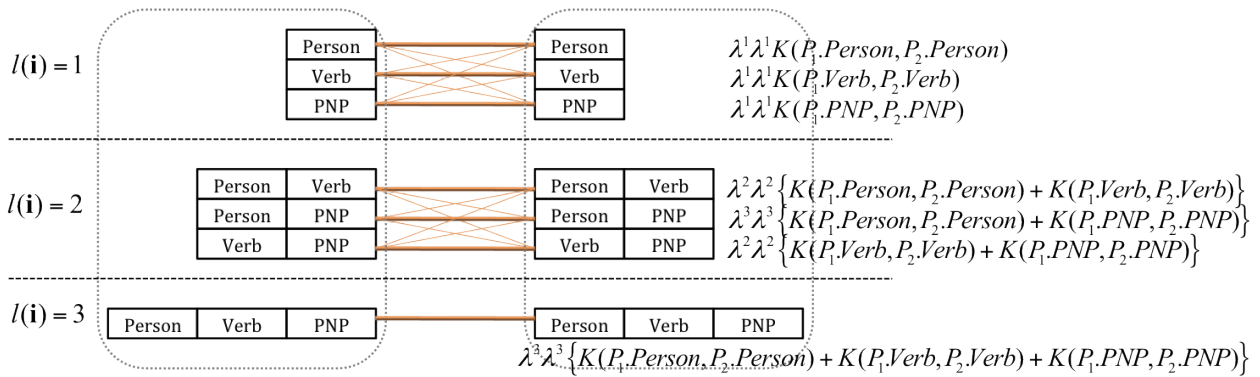 l(i) = 1
Person Person λ¹λ¹K(P₁.Person, P₂.Person)
Verb Verb λ¹λ¹K(P₁.Verb, P₂.Verb)
PNP PNP λ¹λ¹K(P₁.PNP, P₂.PNP)
l(i) = 2
Person Verb Person Verb λ²λ²{K(P₁.Person, P₂.Person) + K(P₁.Verb, P₂.Verb)}
Person PNP Person PNP λ³λ³{K(P₁.Person, P₂.Person) + K(P₁.PNP, P₂.PNP)}
Verb PNP Verb PNP λ²λ²{K(P₁.Verb, P₂.Verb) + K(P₁.PNP, P₂.PNP)}
l(i) = 3
Person Verb PNP Person Verb PNP
λ³λ³{K(P₁.Person, P₂.Person) + K(P₁.Verb, P₂.Verb) + K(P₁.PNP, P₂.PNP)}